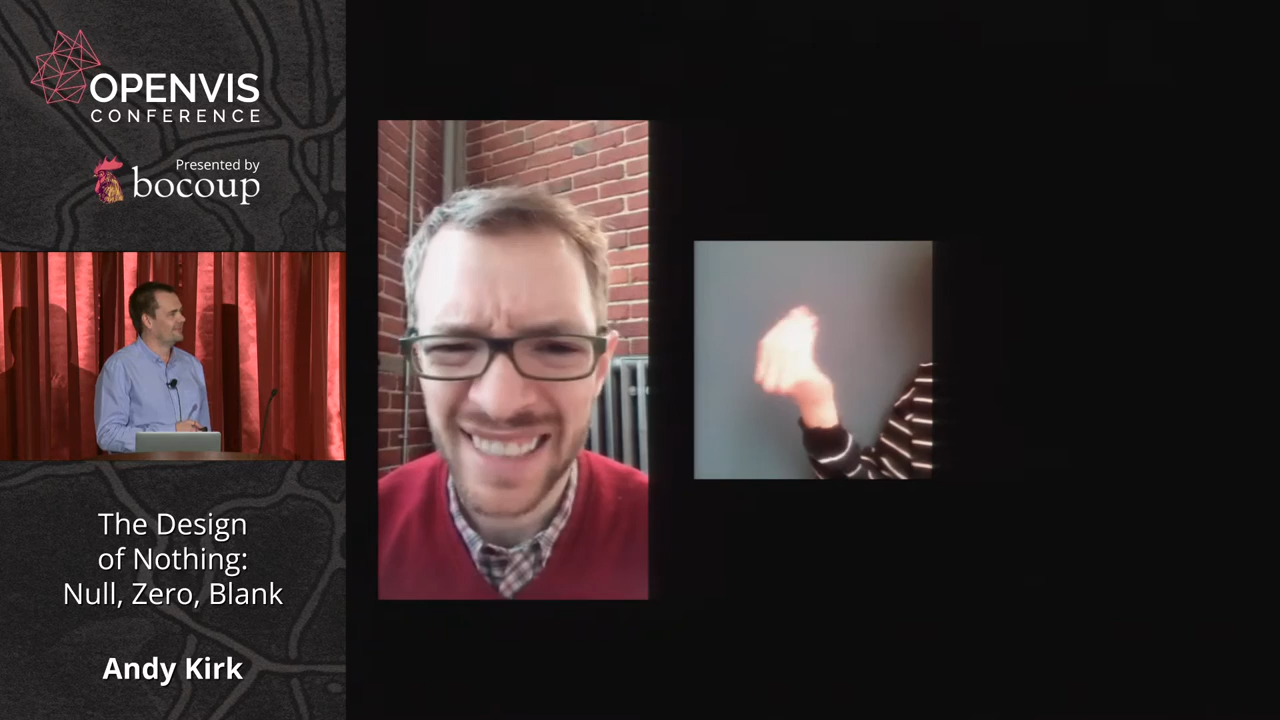 OPENVIS
CONFERENCE
Presented by
bocoup
The Design
of Nothing:
Null, Zero, Blank
Andy Kirk